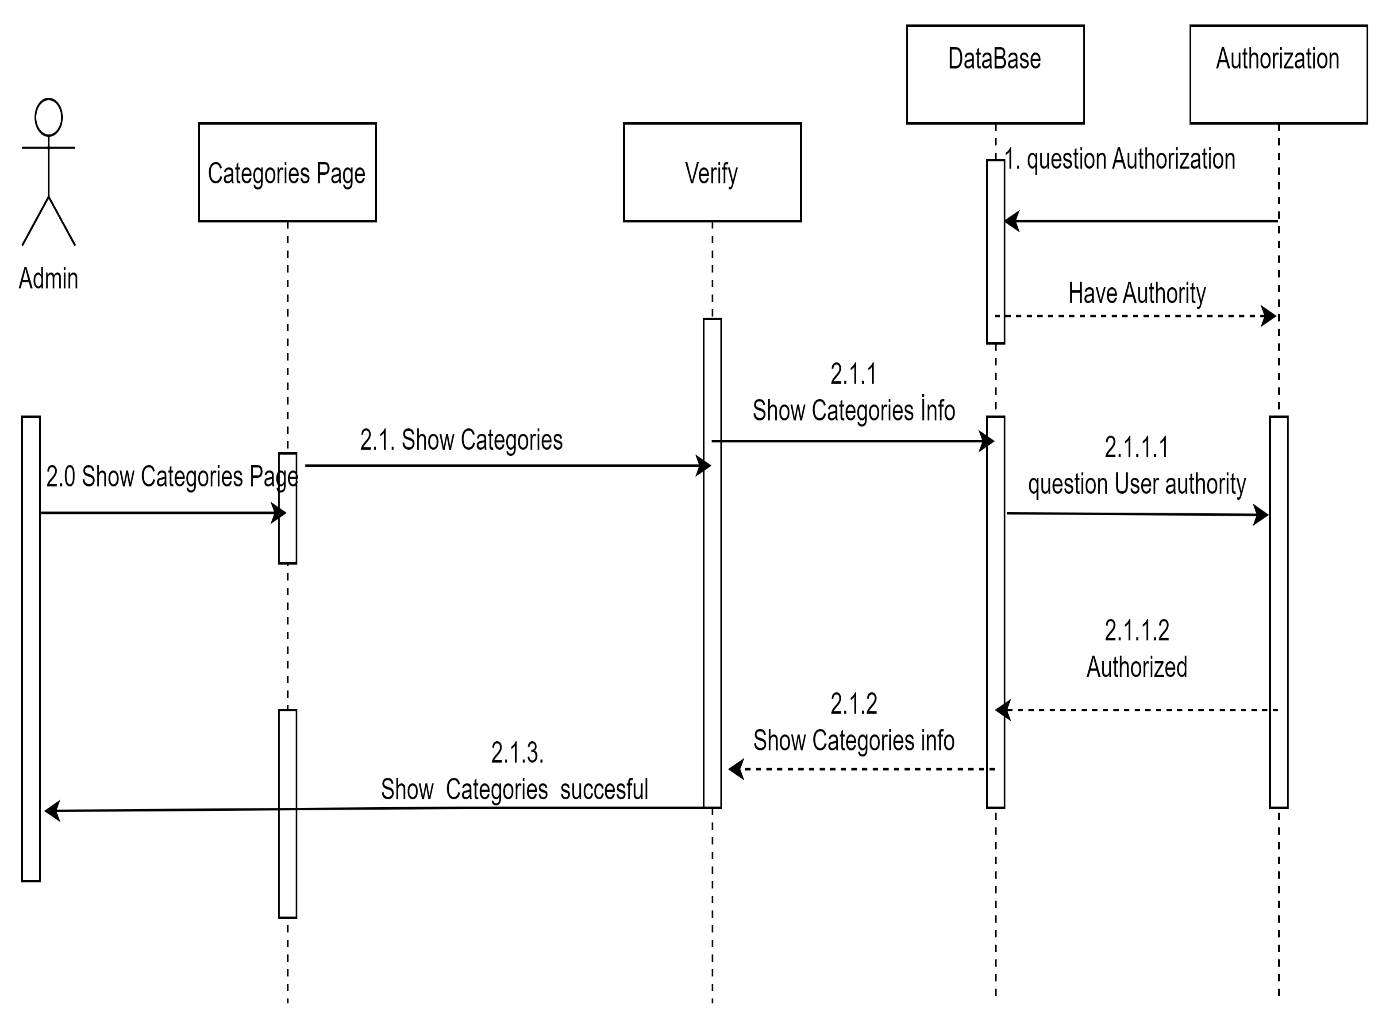 DataBase
Authorization
Categories Page
Verify
Admin
1. question Authorization
Have Authority
2.1.1
Show Categories İnfo
2.1. Show Categories
2.0 Show Categories Page
2.1.1.1
question User authority
2.1.1.2
Authorized
2.1.2
Show Categories info
2.1.3.
Show Categories succesful